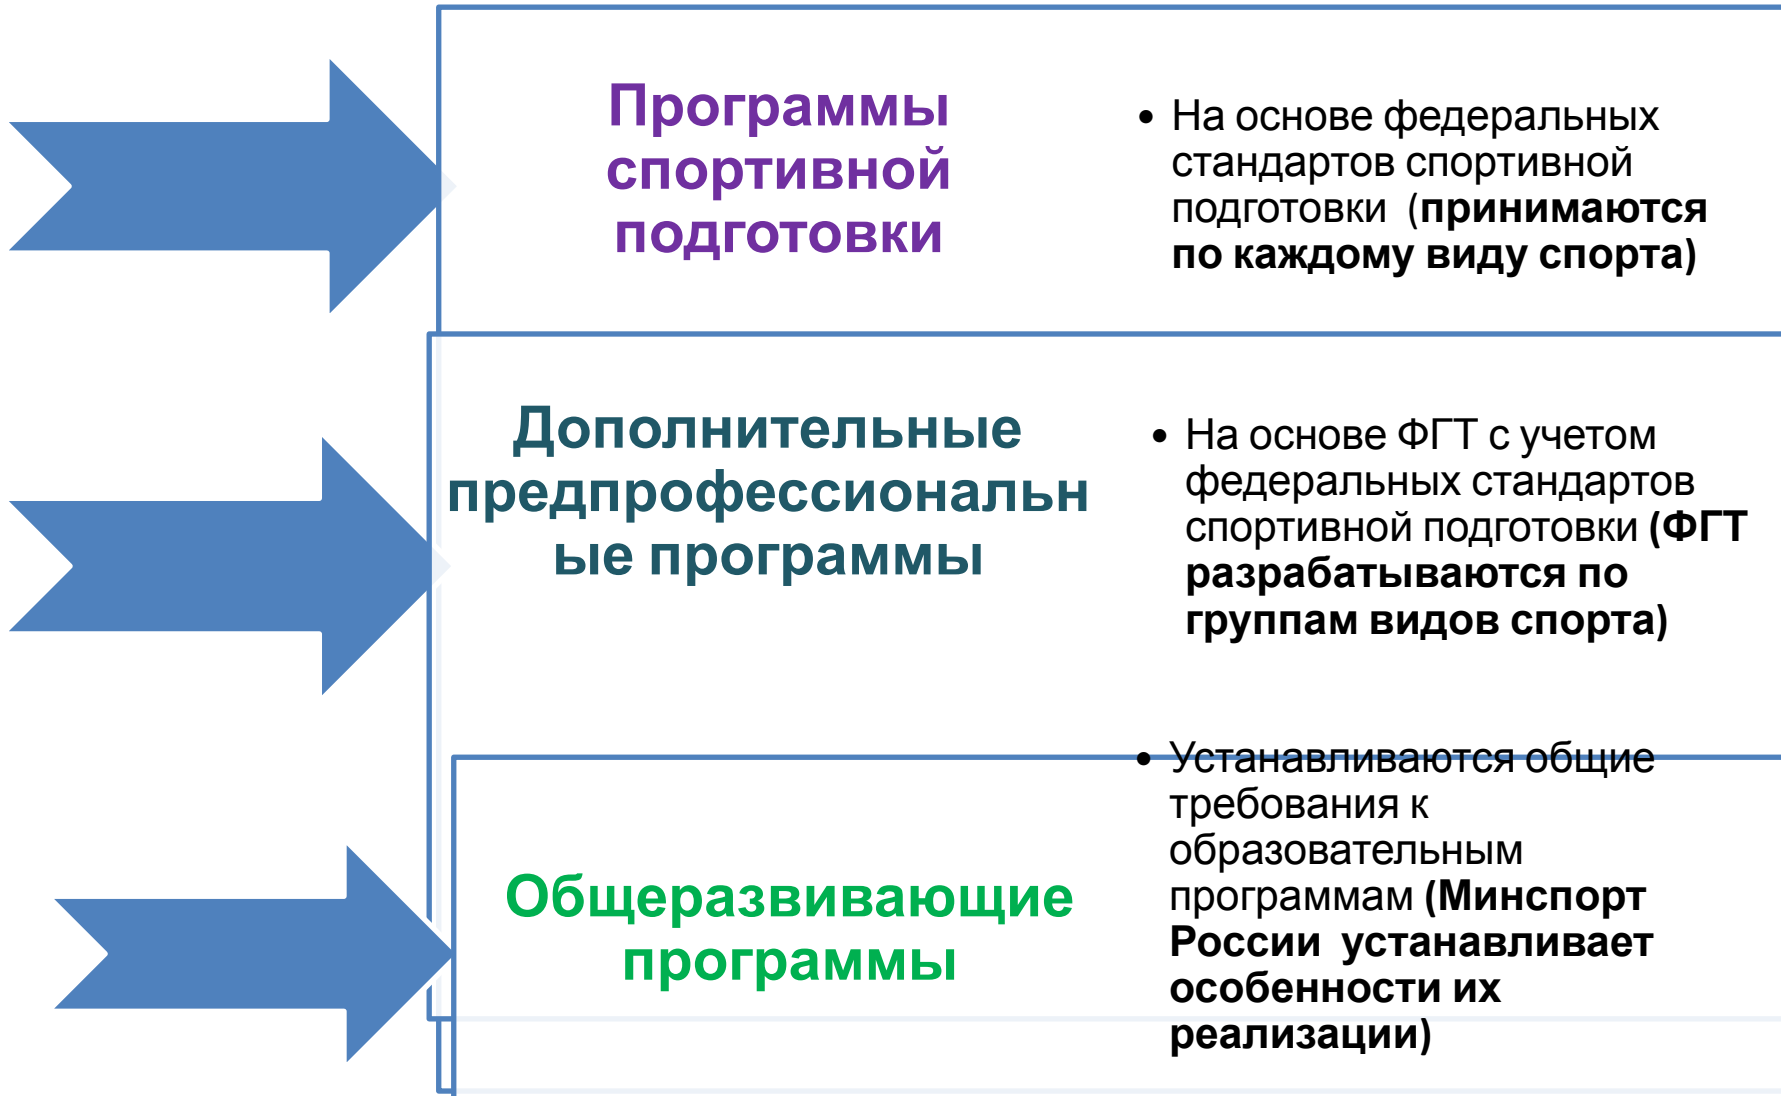 Программы
спортивной
подготовки
• На основе федеральных
стандартов спортивной
подготовки (принимаются
по каждому виду спорта)
Дополнительные
предпрофессиональн
ые программы
• На основе ФГТ с учетом
федеральных стандартов
спортивной подготовки (ФГТ
разрабатываются по
группам видов спорта)
Общеразвивающие
программы
• Устанавливаются общие
требования к
образовательным
программам (Минспорт
России устанавливает
особенности их
реализации)